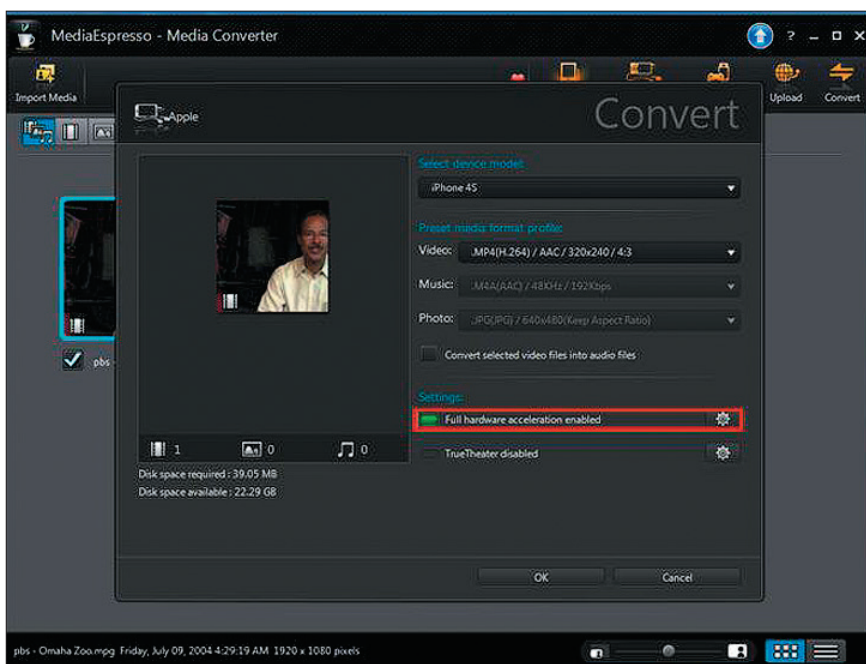 MediaEspresso - Media Converter
?
Import Media
Upload
Convert
Apple
Convert
Select device model:
iPhone 4S
Preset media format profile:
Video: .MP4(H.264) / AAC / 320x240 / 4:3
Music: .M4A(AAC) / 48KHz / 192Kbps
Photo: .JPG(JPG) / 640x480(Keep Aspect Ratio)
Convert selected video files into audio files
Settings:
Full hardware acceleration enabled
TrueTheater disabled
1 0 0
Disk space required : 39.05 MB
Disk space available : 22.29 GB
pbs -
OK Cancel
pbs - Omaha Zoo.mpg Friday, July 09, 2004 4:29:19 AM 1920 x 1080 pixels